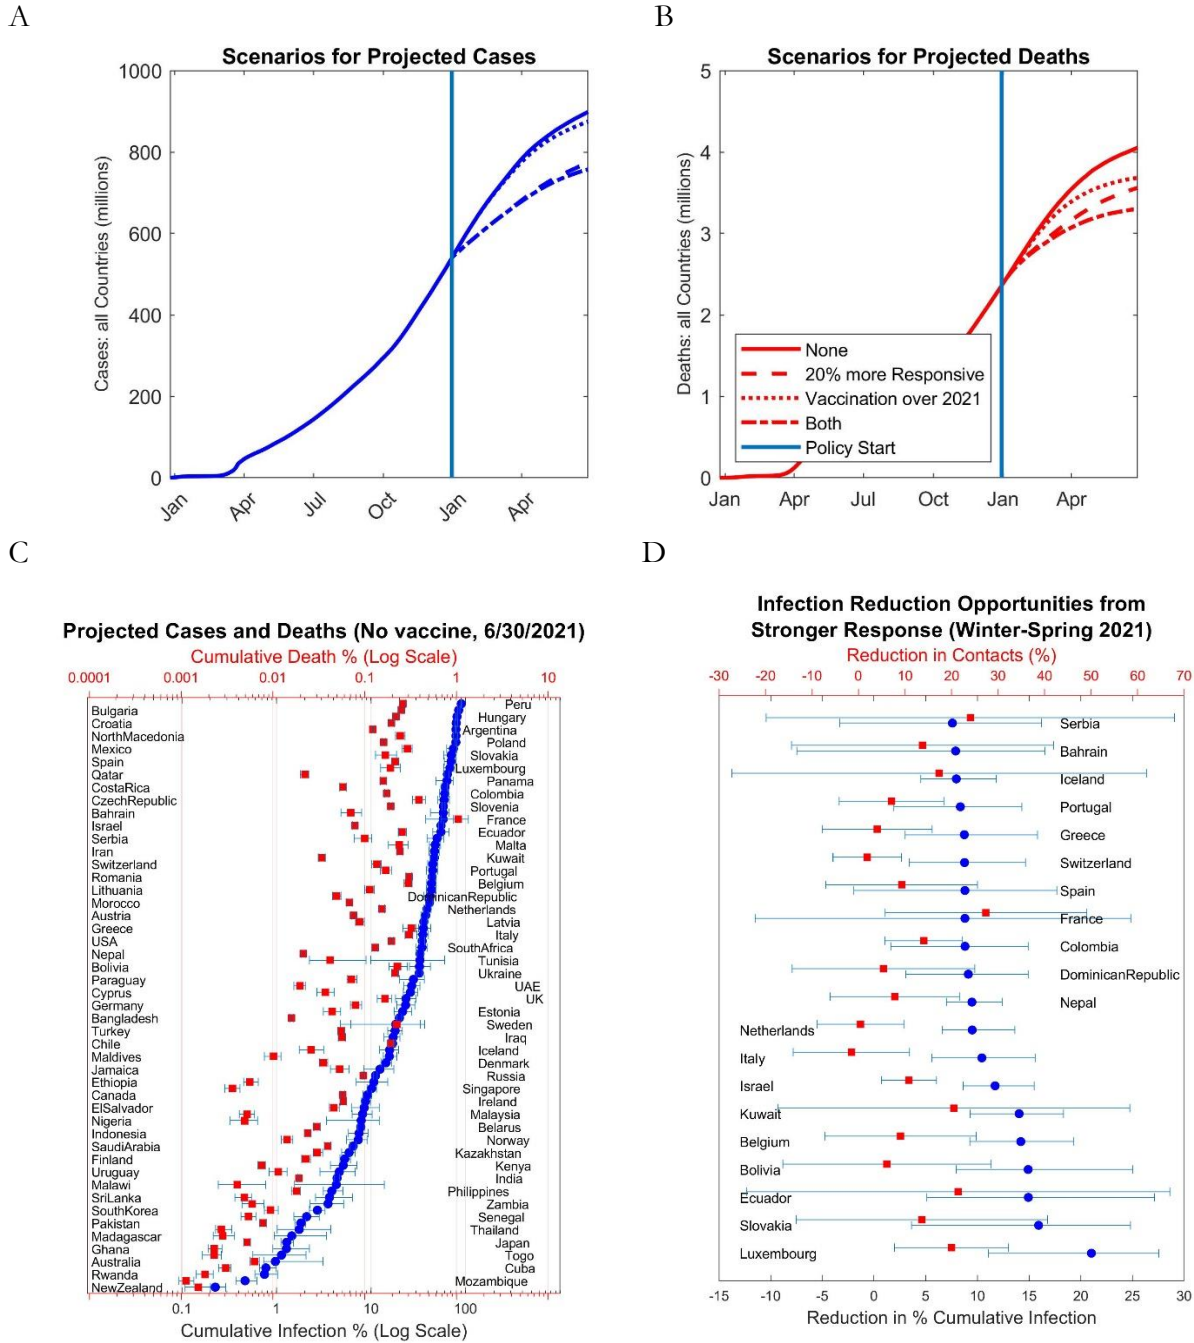 A
B
Scenarios for Projected Cases
Scenarios for Projected Deaths
1000
800
600
400
200
0
Cases: all Countries (millions)
Jan
Apr
Jul
Oct
Jan
Apr
5
4
3
2
1
0
Deaths: all Countries (millions)
None
20% more Responsive
Vaccination over 2021
Both
Policy Start
Jan
Apr
Jul
Oct
Jan
Apr
C
D
Projected Cases and Deaths (No vaccine, 6/30/2021)
Cumulative Death % (Log Scale)
0.0001
0.001
0.01
0.1
1
10
Peru
Bulgaria
Hungary
Croatia
Argentina
NorthMacedonia
Poland
Mexico
Slovakia
Spain
Luxembourg
Qatar
Panama
CostaRica
Colombia
CzechRepublic
Slovenia
Bahrain
France
Israel
Ecuador
Serbia
Malta
Iran
Kuwait
Switzerland
Portugal
Romania
Belgium
Lithuania
DominicanRepublic
Morocco
Netherlands
Austria
Latvia
Greece
Italy
USA
SouthAfrica
Nepal
Tunisia
Bolivia
Ukraine
Paraguay
UAE
Cyprus
UK
Germany
Estonia
Bangladesh
Sweden
Turkey
Iraq
Chile
Iceland
Maldives
Denmark
Jamaica
Russia
Ethiopia
Singapore
Canada
Ireland
ElSalvador
Malaysia
Nigeria
Belarus
Indonesia
Norway
SaudiArabia
Kazakhstan
Finland
Kenya
Uruguay
India
Malawi
Philippines
SriLanka
Zambia
SouthKorea
Senegal
Pakistan
Thailand
Madagascar
Japan
Ghana
Togo
Australia
Cuba
Rwanda
Mozambique
NewZealand
0.1
1
10
100
Cumulative Infection % (Log Scale)
Infection Reduction Opportunities from
Stronger Response (Winter-Spring 2021)
Reduction in Contacts (%)
-30
-20
-10
0
10
20
30
40
50
60
70
Serbia
Bahrain
Iceland
Portugal
Greece
Switzerland
Spain
France
Colombia
DominicanRepublic
Nepal
Netherlands
Italy
Israel
Kuwait
Belgium
Bolivia
Ecuador
Slovakia
Luxembourg
-15
-10
-5
0
5
10
15
20
25
30
Reduction in % Cumulative Infection